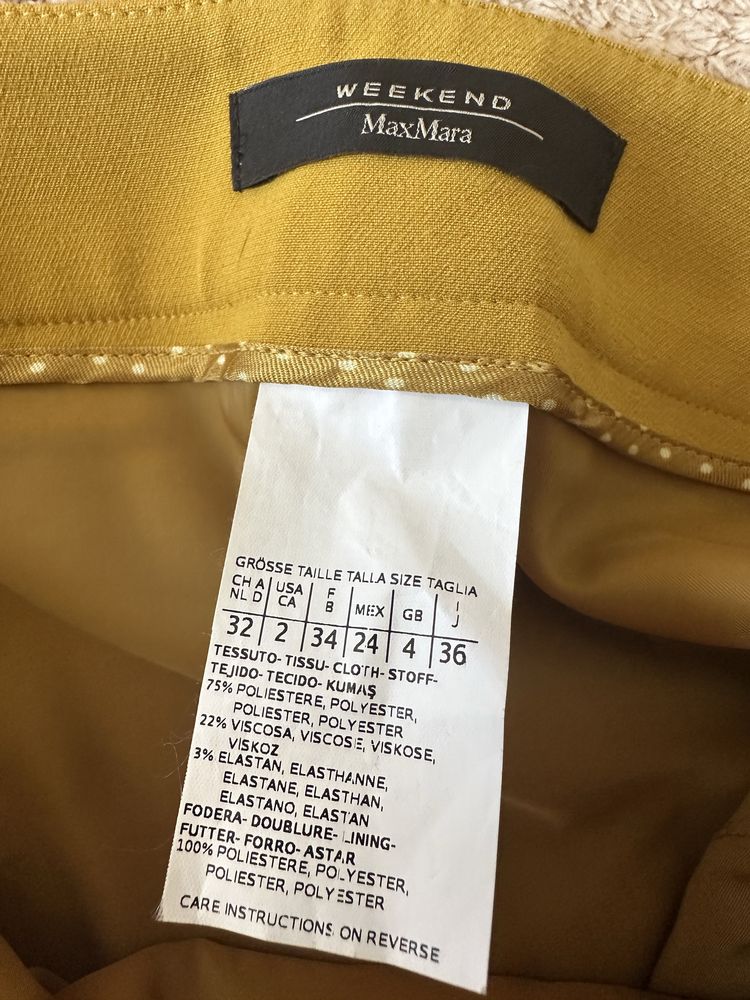 WEEKEND
MaxMara
GRÖSSE TAILLE TALLA SIZE TAGLIA
CH A USA F MEX GB I
NL D CA B J
32 2 34 24 4 36
TESSUTO- TISSU- CLOTH- STOFF-
TEJIDO- TECIDO- KUMAŞ
75% POLIESTERE, POLYESTER,
POLIESTER, POLYESTER
22% VISCOSA, VISCOSE, VISKOSE,
VISKOZ
3% ELASTAN, ELASTHANNE,
ELASTANE, ELASTHAN,
ELASTANO, ELASTAN
FODERA- DOUBLURE- LINING-
FUTTER- FORRO- ASTAR
100% POLIESTERE, POLYESTER,
POLIESTER, POLYESTER
CARE INSTRUCTIONS ON REVERSE